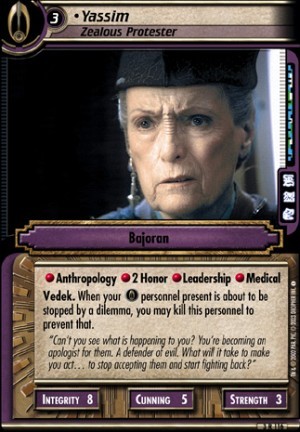 3 • Yassim
Zealous Protester
Bajoran
• Anthropology • 2 Honor • Leadership • Medical
Vedek. When your personnel present is about to be
stopped by a dilemma, you may kill this personnel to
prevent that.
"Can't you see what is happening to you? You're becoming an
apologist for them. A defender of evil. What will it take to make
you act... to stop accepting them and start fighting back?"
INTEGRITY 8 CUNNING 5 STRENGTH 3